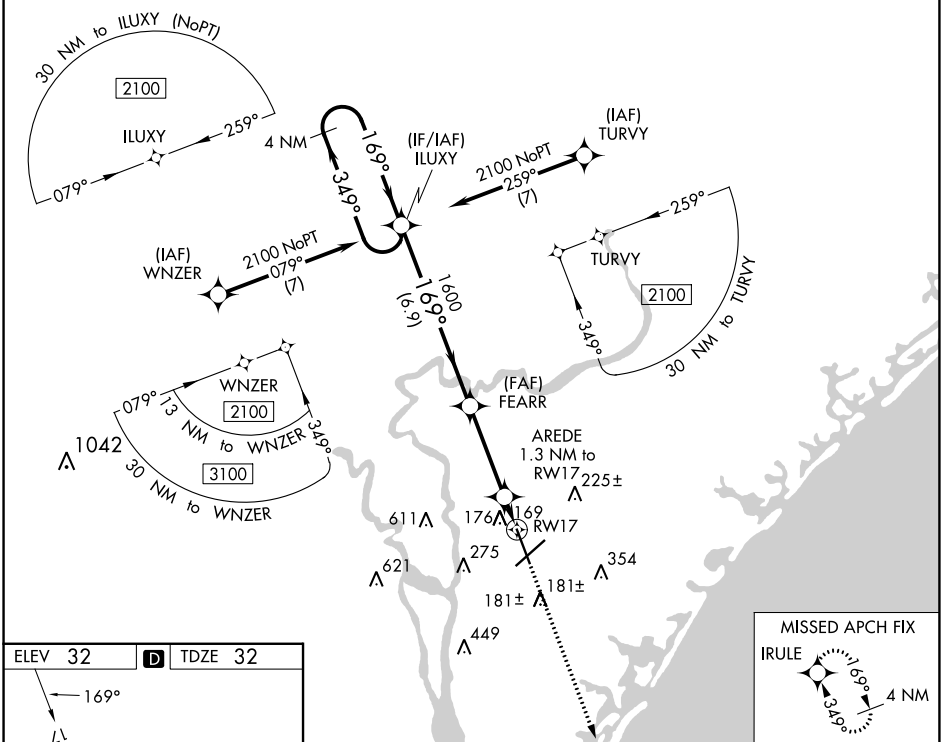 30 NM to ILUXY (NoPT)
2100
ILUXY
079°
259°
4 NM
169°
349°
(IF/IAF)
ILUXY
(IAF)
TURVY
2100 NoPT
259°
(7)
(IAF)
WNZER
2100 NoPT
079°
(7)
1600
169°
(6.9)
259°
TURVY
2100
349°
30 NM to TURVY
WNZER
079°
2100
349°
13 NM to WNZER
3100
30 NM to WNZER
1042
(FAF)
FEARR
AREDE
1.3 NM to
RW17
225±
611
176
169
RW17
275
621
354
181±
181±
449
MISSED APCH FIX
IRULE
169°
349°
4 NM
ELEV 32
D
TDZE 32
169°